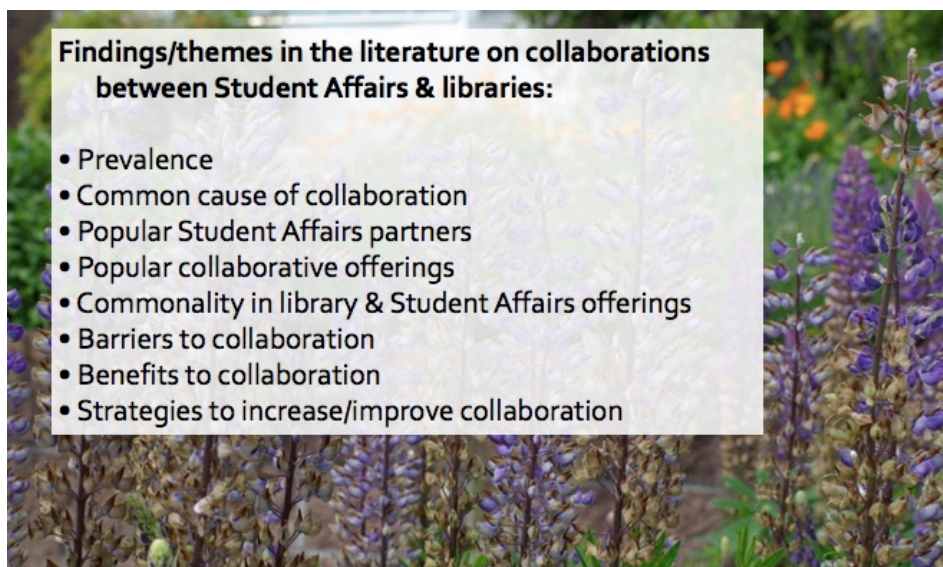 Findings/themes in the literature on collaborations
between Student Affairs & libraries:
• Prevalence
• Common cause of collaboration
• Popular Student Affairs partners
• Popular collaborative offerings
• Commonality in library & Student Affairs offerings
• Barriers to collaboration
• Benefits to collaboration
• Strategies to increase/improve collaboration